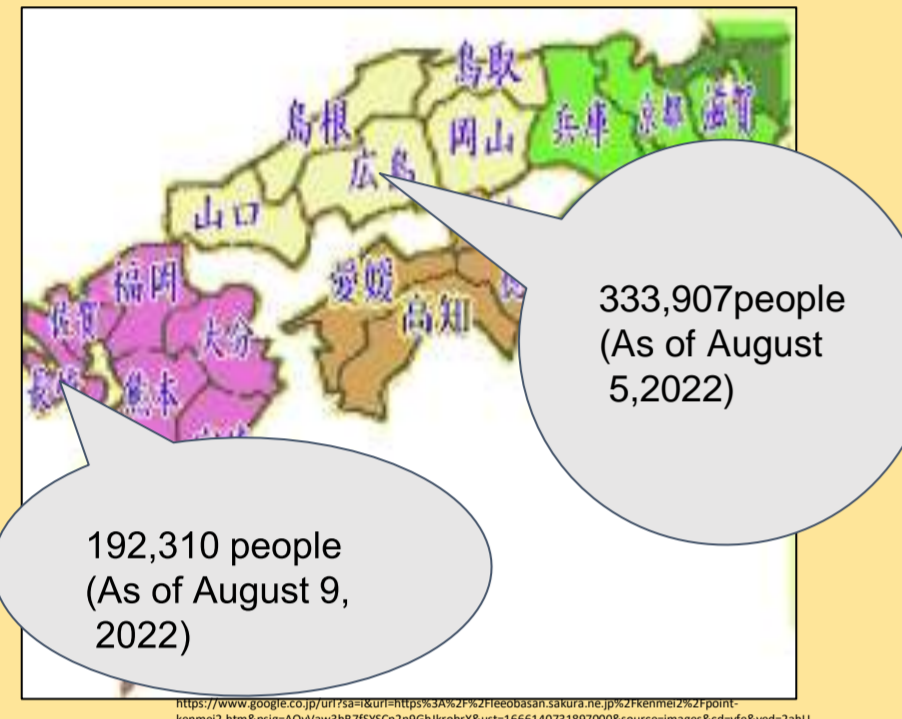 鳥取
島根
岡山
兵庫
京都
滋賀
広島
山口
福岡
愛媛
佐賀
高知
大分
熊本
333,907people
(As of August
5,2022)
192,310 people
(As of August 9,
2022)